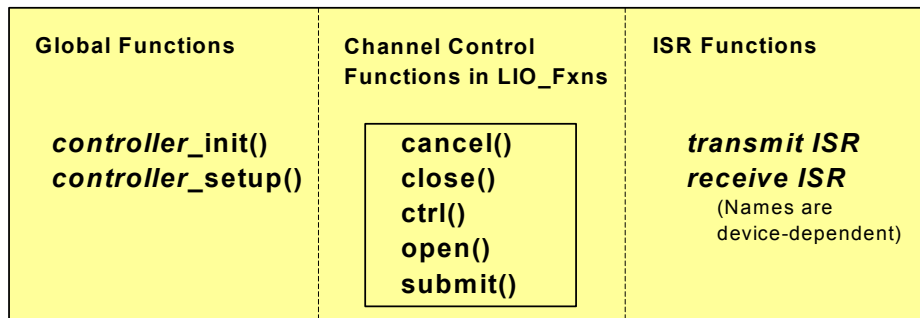 Global Functions
controller_init()
controller_setup()
Channel Control
Functions in LIO_Fxns
cancel()
close()
ctrl()
open()
submit()
ISR Functions
transmit ISR
receive ISR
(Names are
device-dependent)